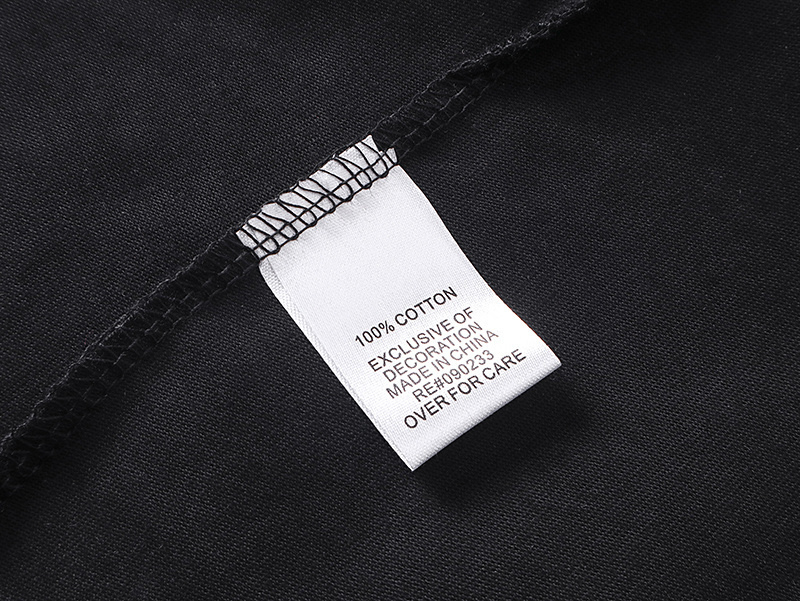 100% COTTON
EXCLUSIVE OF
DECORATION
MADE IN CHINA
RE#090233
OVER FOR CARE